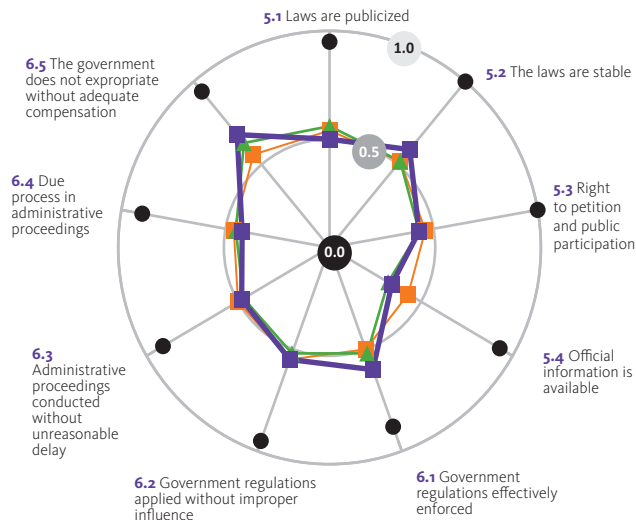 5.1 Laws are publicized
1.0
5.2 The laws are stable
0.5
5.3 Right
to petition
and public
participation
0.0
5.4 Official
information is
available
6.1 Government
regulations effectively
enforced
6.2 Government regulations
applied without improper
influence
6.3
Administrative
proceedings
conducted
without
unreasonable
delay
6.4 Due
process in
administrative
proceedings
6.5 The government
does not expropriate
without adequate
compensation